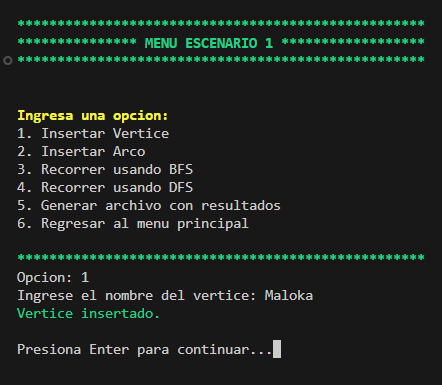 ***************************************************
*************** MENU ESCENARIO 1 ******************
***************************************************
Ingresa una opcion:
1. Insertar Vertice
2. Insertar Arco
3. Recorrer usando BFS
4. Recorrer usando DFS
5. Generar archivo con resultados
6. Regresar al menu principal
***************************************************
Opcion: 1
Ingrese el nombre del vertice: Maloka
Vertice insertado.
Presiona Enter para continuar...